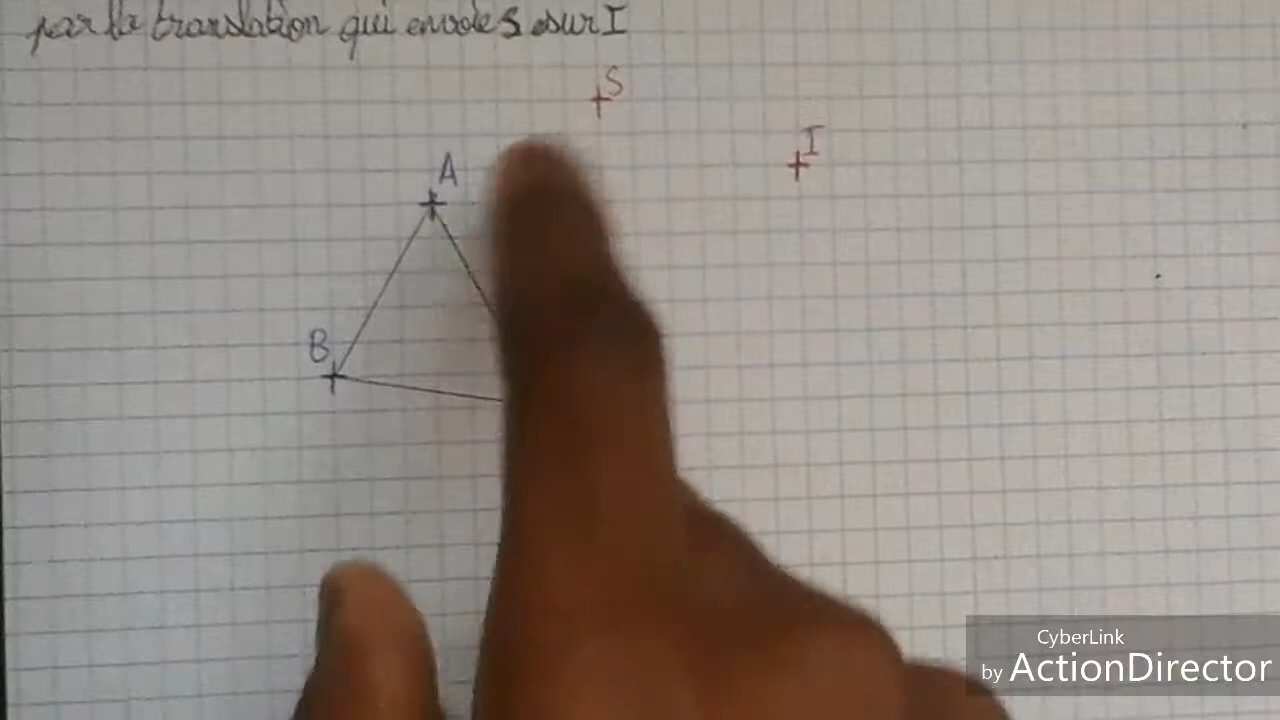 par la translation qui envoie S sur I
S
I
A
B
CyberLink
by ActionDirector